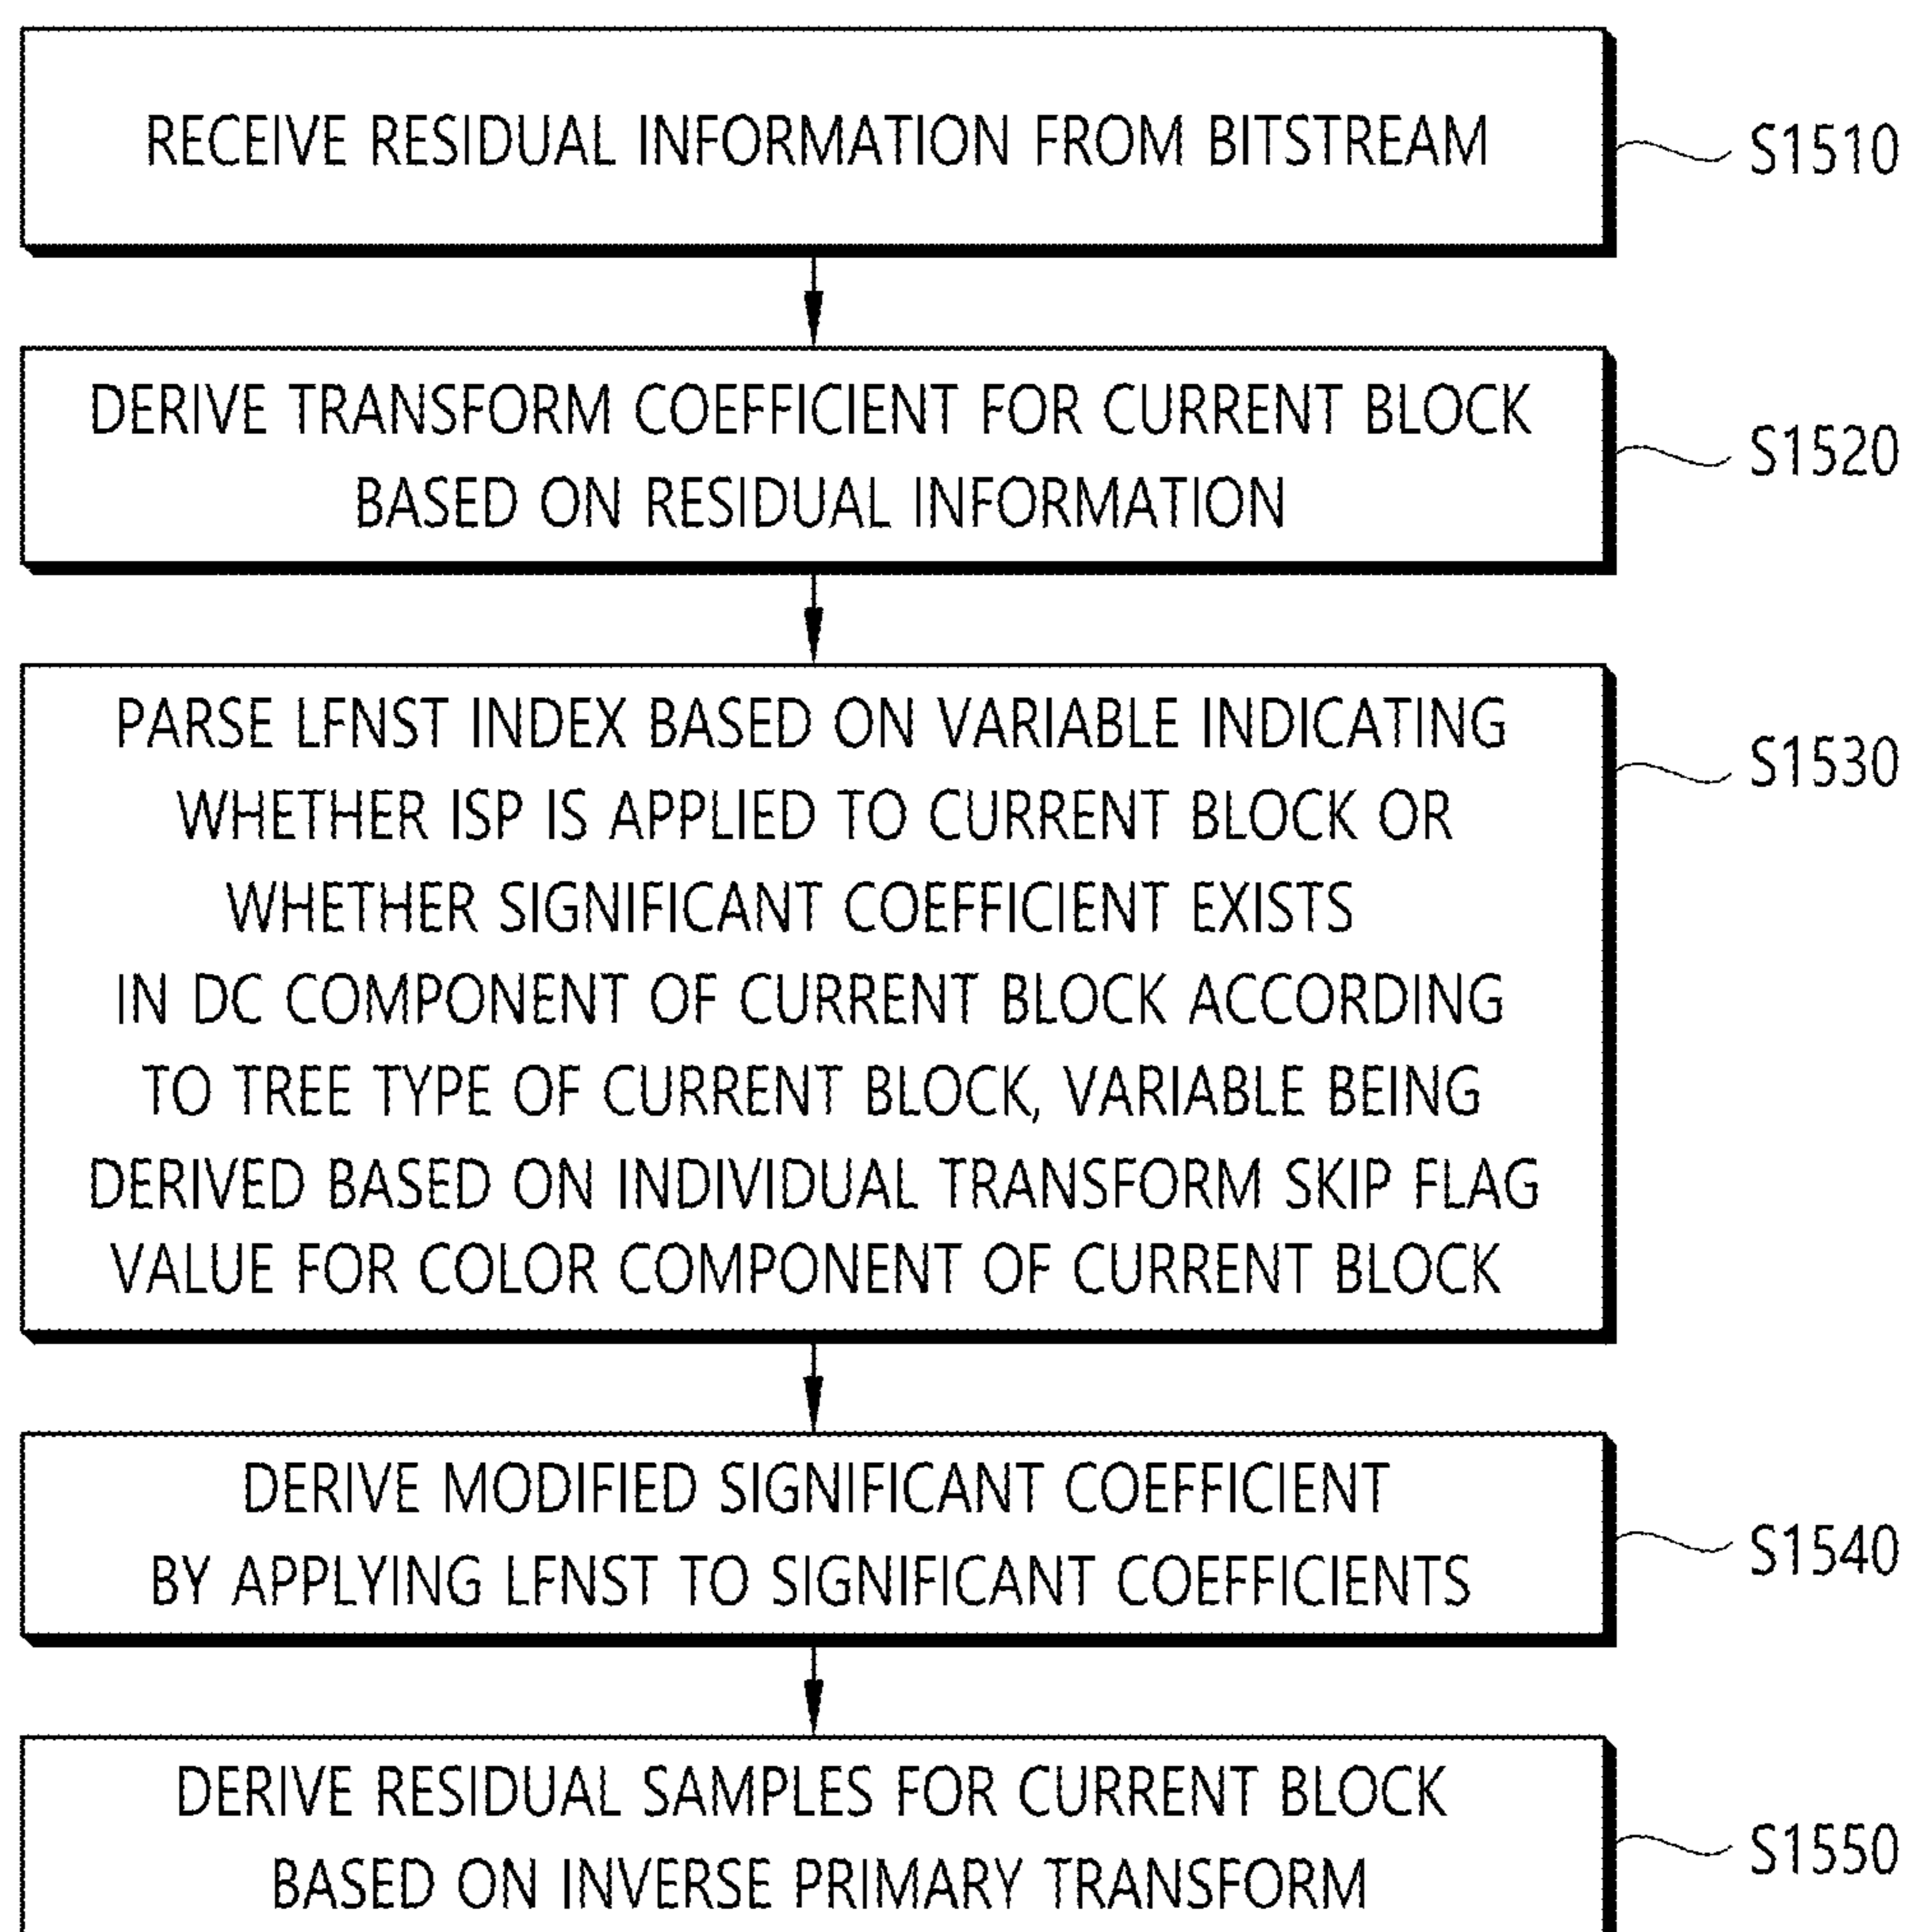 RECEIVE RESIDUAL INFORMATION FROM BITSTREAM
S1510
DERIVE TRANSFORM COEFFICIENT FOR CURRENT BLOCK
BASED ON RESIDUAL INFORMATION
S1520
PARSE LFNST INDEX BASED ON VARIABLE INDICATING
WHETHER ISP IS APPLIED TO CURRENT BLOCK OR
WHETHER SIGNIFICANT COEFFICIENT EXISTS
IN DC COMPONENT OF CURRENT BLOCK ACCORDING
TO TREE TYPE OF CURRENT BLOCK, VARIABLE BEING
DERIVED BASED ON INDIVIDUAL TRANSFORM SKIP FLAG
VALUE FOR COLOR COMPONENT OF CURRENT BLOCK
S1530
DERIVE MODIFIED SIGNIFICANT COEFFICIENT
BY APPLYING LFNST TO SIGNIFICANT COEFFICIENTS
S1540
DERIVE RESIDUAL SAMPLES FOR CURRENT BLOCK
BASED ON INVERSE PRIMARY TRANSFORM
S1550